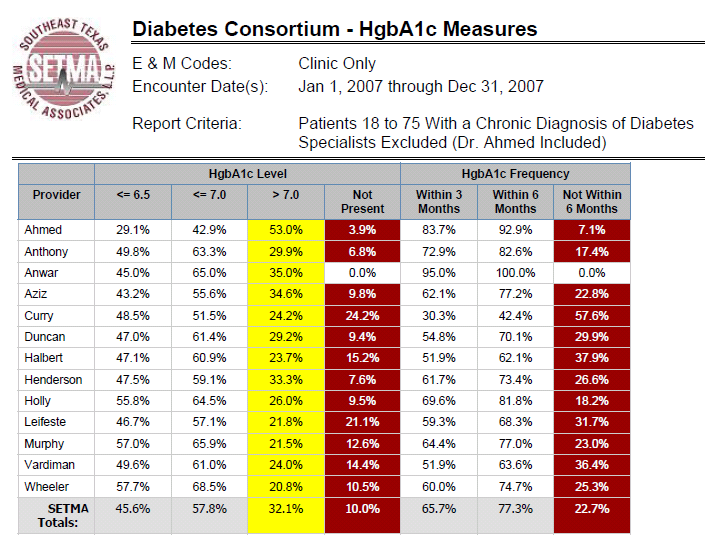 SOUTHEAST TEXAS
SETMA
MEDICAL ASSOCIATES, L.L.P.
Diabetes Consortium - HgbA1c Measures
E & M Codes: Clinic Only
Encounter Date(s): Jan 1, 2007 through Dec 31, 2007
Report Criteria: Patients 18 to 75 With a Chronic Diagnosis of Diabetes
Specialists Excluded (Dr. Ahmed Included)
HgbA1c Level HgbA1c Frequency
Provider <= 6.5 <= 7.0 > 7.0 Not Present Within 3 Months Within 6 Months Not Within 6 Months
Ahmed 29.1% 42.9% 53.0% 3.9% 83.7% 92.9% 7.1%
Anthony 49.8% 63.3% 29.9% 6.8% 72.9% 82.6% 17.4%
Anwar 45.0% 65.0% 35.0% 0.0% 95.0% 100.0% 0.0%
Aziz 43.2% 55.6% 34.6% 9.8% 62.1% 77.2% 22.8%
Curry 48.5% 51.5% 24.2% 24.2% 30.3% 42.4% 57.6%
Duncan 47.0% 61.4% 29.2% 9.4% 54.8% 70.1% 29.9%
Halbert 47.1% 60.9% 23.7% 15.2% 51.9% 62.1% 37.9%
Henderson 47.5% 59.1% 33.3% 7.6% 61.7% 73.4% 26.6%
Holly 55.8% 64.5% 26.0% 9.5% 69.6% 81.8% 18.2%
Leifeste 46.7% 57.1% 21.8% 21.1% 59.3% 68.3% 31.7%
Murphy 57.0% 65.9% 21.5% 12.6% 64.4% 77.0% 23.0%
Vardiman 49.6% 61.0% 24.0% 14.4% 51.9% 63.6% 36.4%
Wheeler 57.7% 68.5% 20.8% 10.5% 60.0% 74.7% 25.3%
SETMA Totals: 45.6% 57.8% 32.1% 10.0% 65.7% 77.3% 22.7%